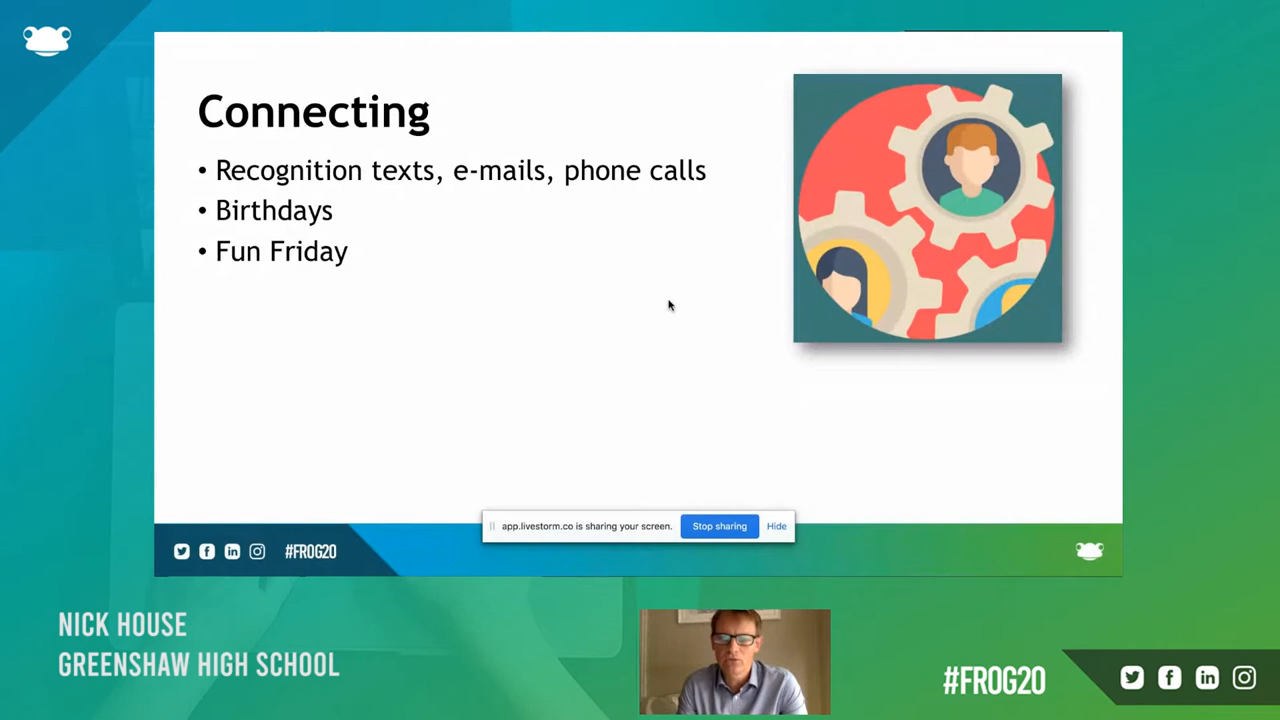 Connecting
• Recognition texts, e-mails, phone calls
• Birthdays
• Fun Friday
app.livestorm.co is sharing your screen. Stop sharing Hide
#FROG20
NICK HOUSE
GREENSHAW HIGH SCHOOL
#FROG20